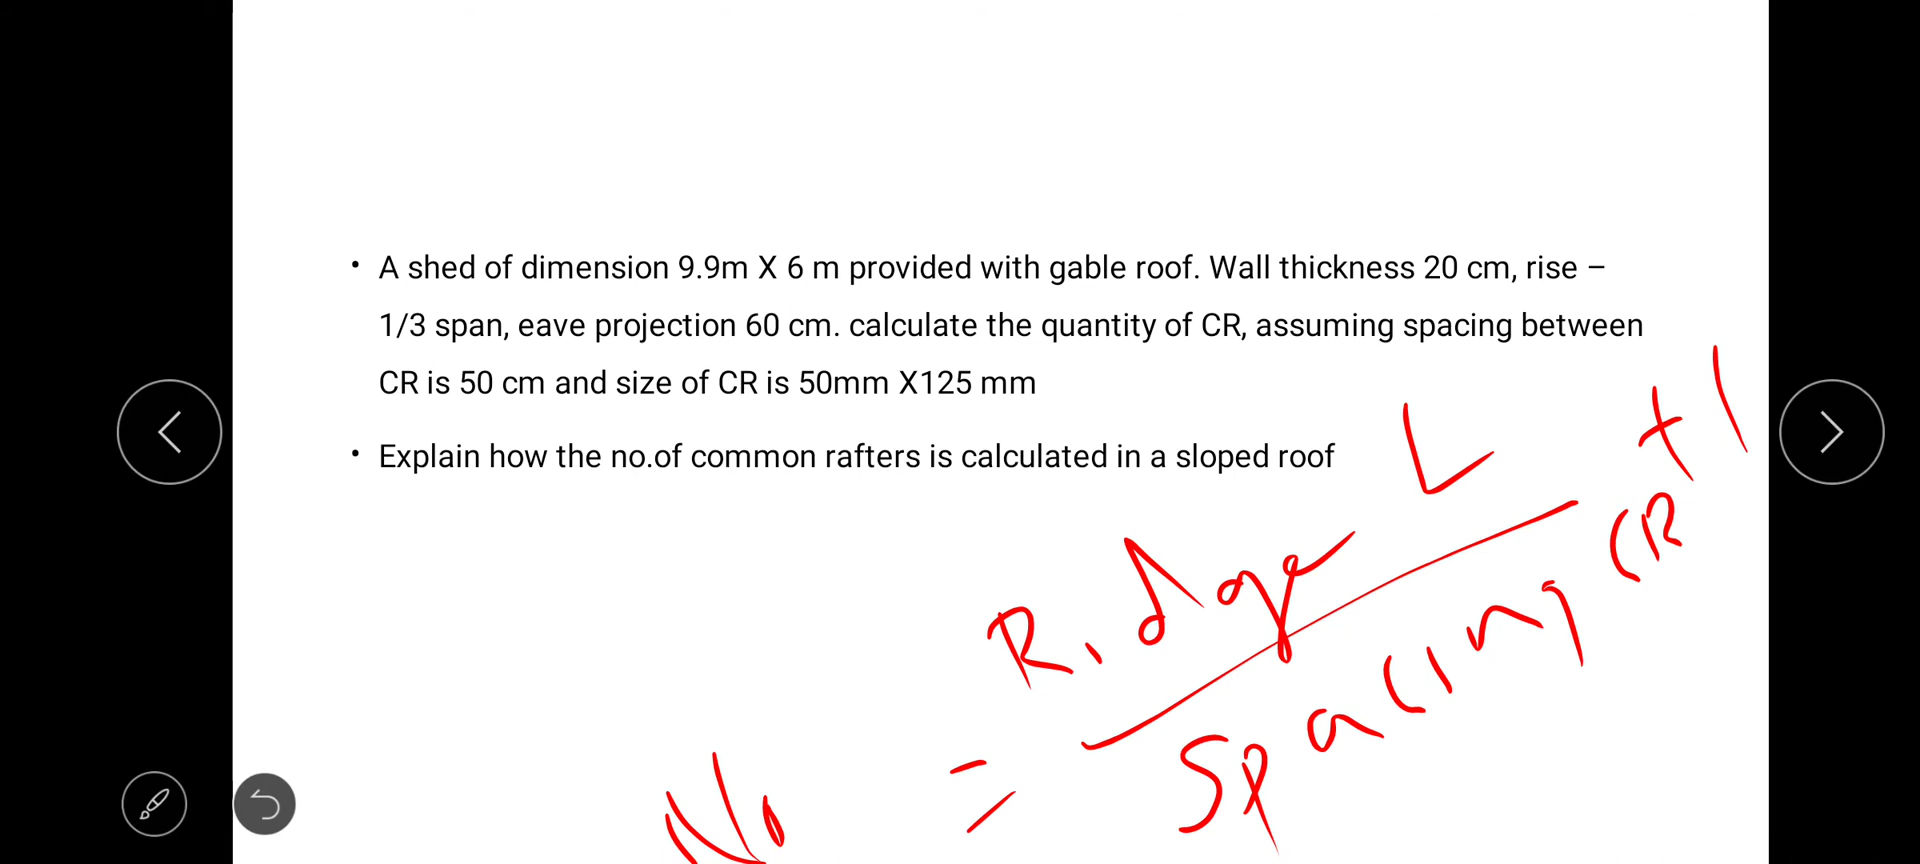 • A shed of dimension 9.9m X 6 m provided with gable roof. Wall thickness 20 cm, rise –
1/3 span, eave projection 60 cm. calculate the quantity of CR, assuming spacing between
CR is 50 cm and size of CR is 50mm X125 mm
• Explain how the no.of common rafters is calculated in a sloped roof
No = Ridge L + 1
Spacing CR